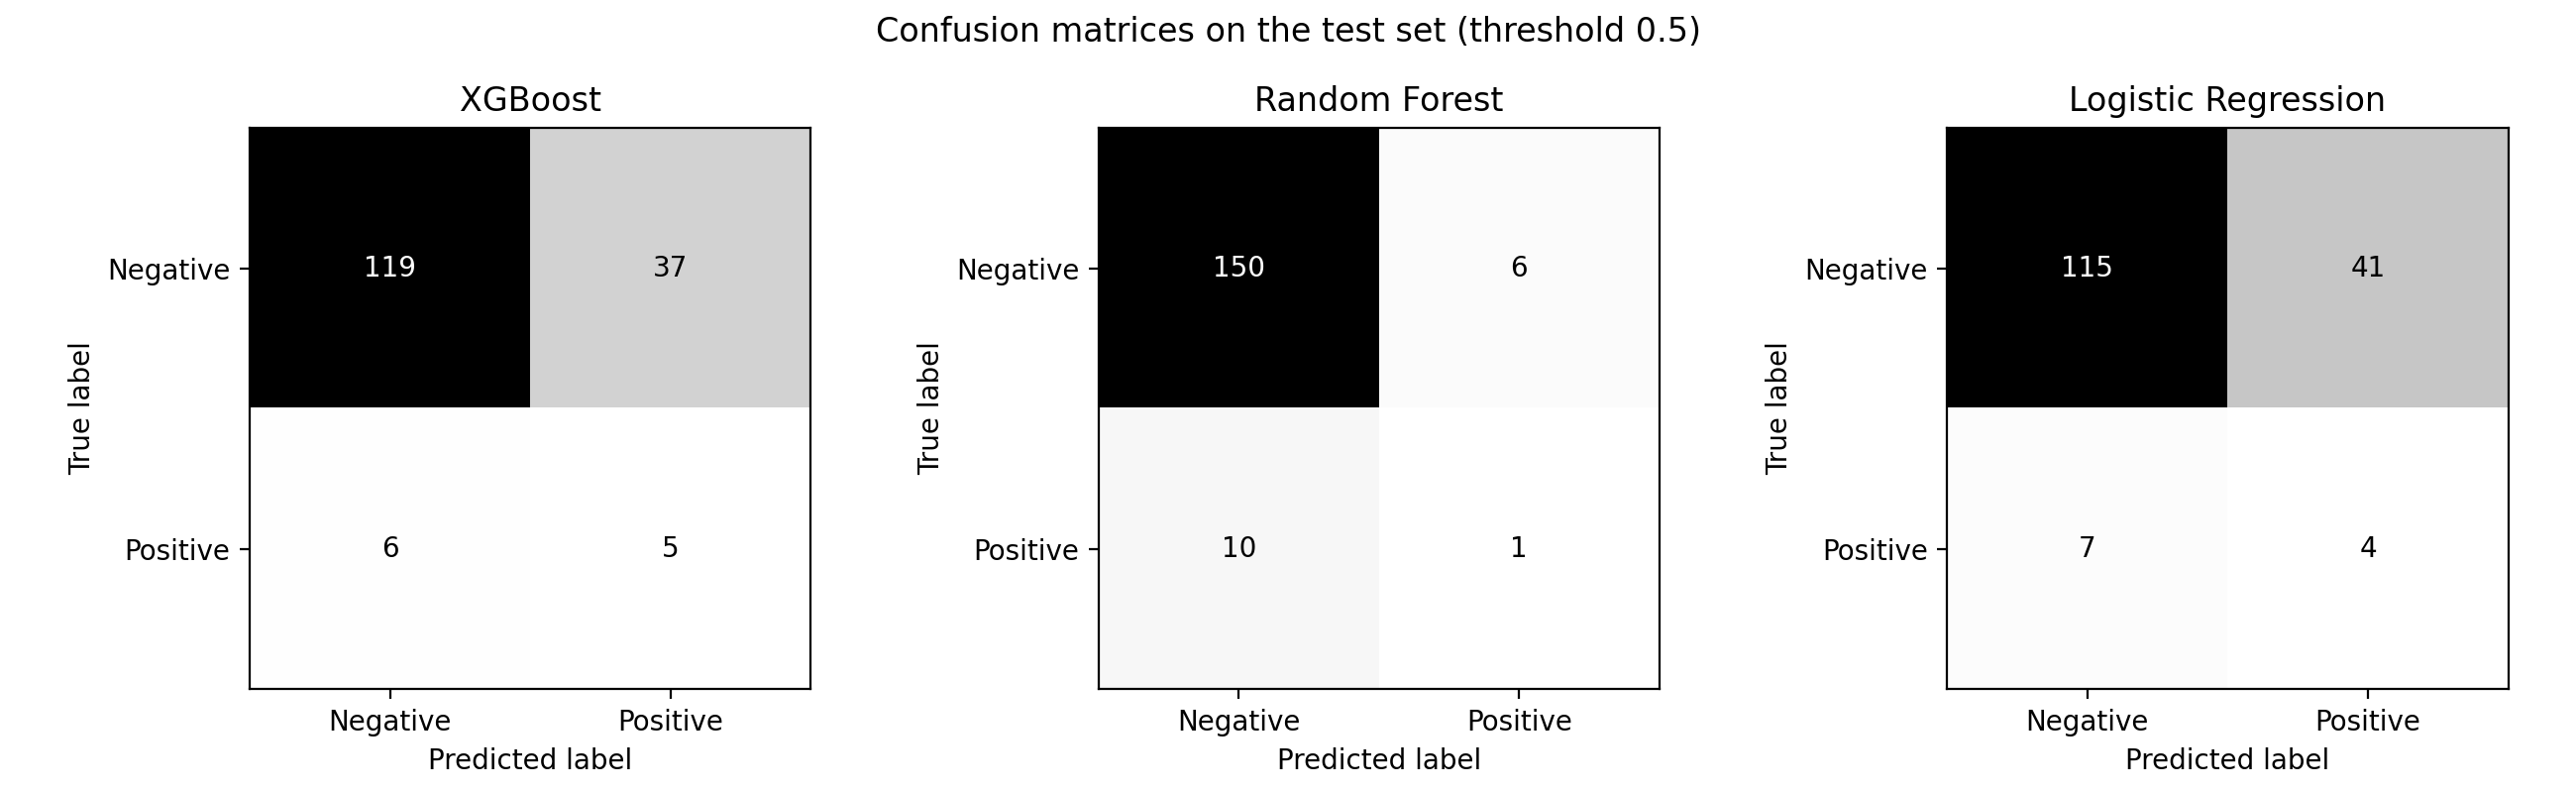 Confusion matrices on the test set (threshold 0.5)
XGBoost
True label
Negative
Positive
119
37
6
5
Negative
Positive
Predicted label
Random Forest
True label
Negative
Positive
150
6
10
1
Negative
Positive
Predicted label
Logistic Regression
True label
Negative
Positive
115
41
7
4
Negative
Positive
Predicted label